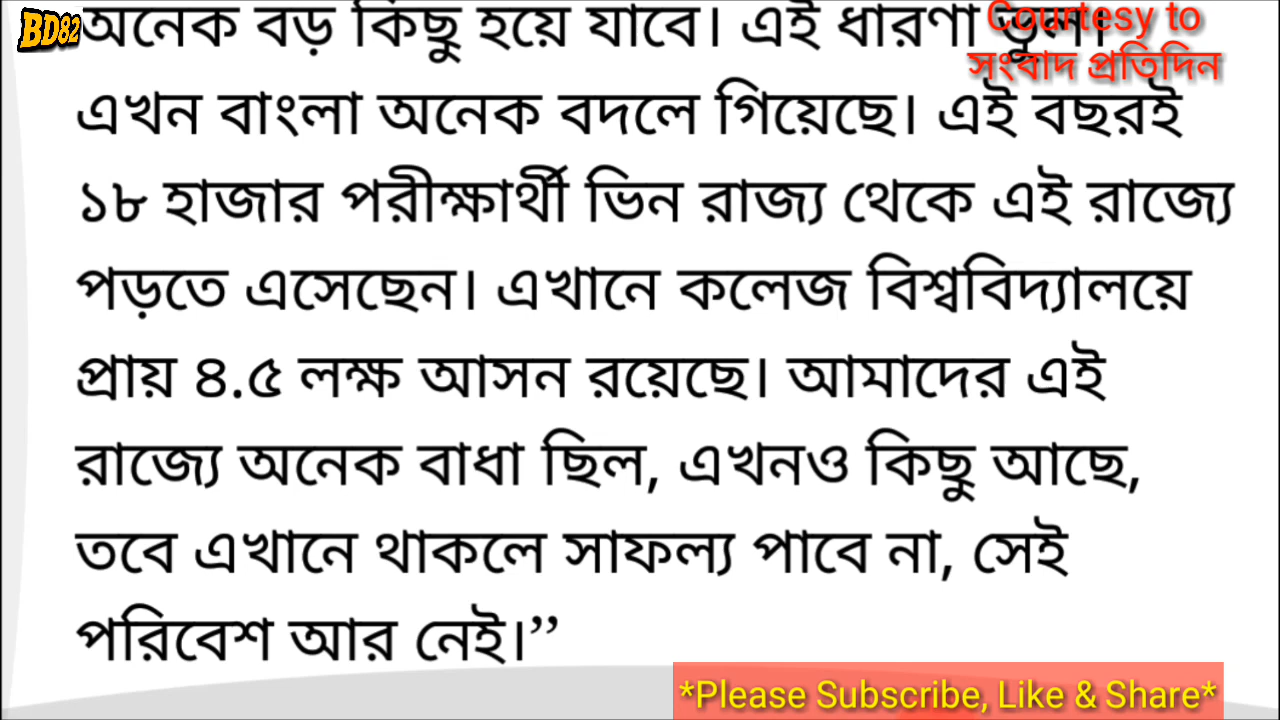 BD82
অনেক বড় কিছু হয়ে যাবে। এই ধারণা ভুল।
Courtesy to
সংবাদ প্রতিদিন
এখন বাংলা অনেক বদলে গিয়েছে। এই বছরই
১৮ হাজার পরীক্ষার্থী ভিন রাজ্য থেকে এই রাজ্যে
পড়তে এসেছেন। এখানে কলেজ বিশ্ববিদ্যালয়ে
প্রায় ৪.৫ লক্ষ আসন রয়েছে। আমাদের এই
রাজ্যে অনেক বাধা ছিল, এখনও কিছু আছে,
তবে এখানে থাকলে সাফল্য পাবে না, সেই
পরিবেশ আর নেই।’’
*Please Subscribe, Like & Share*